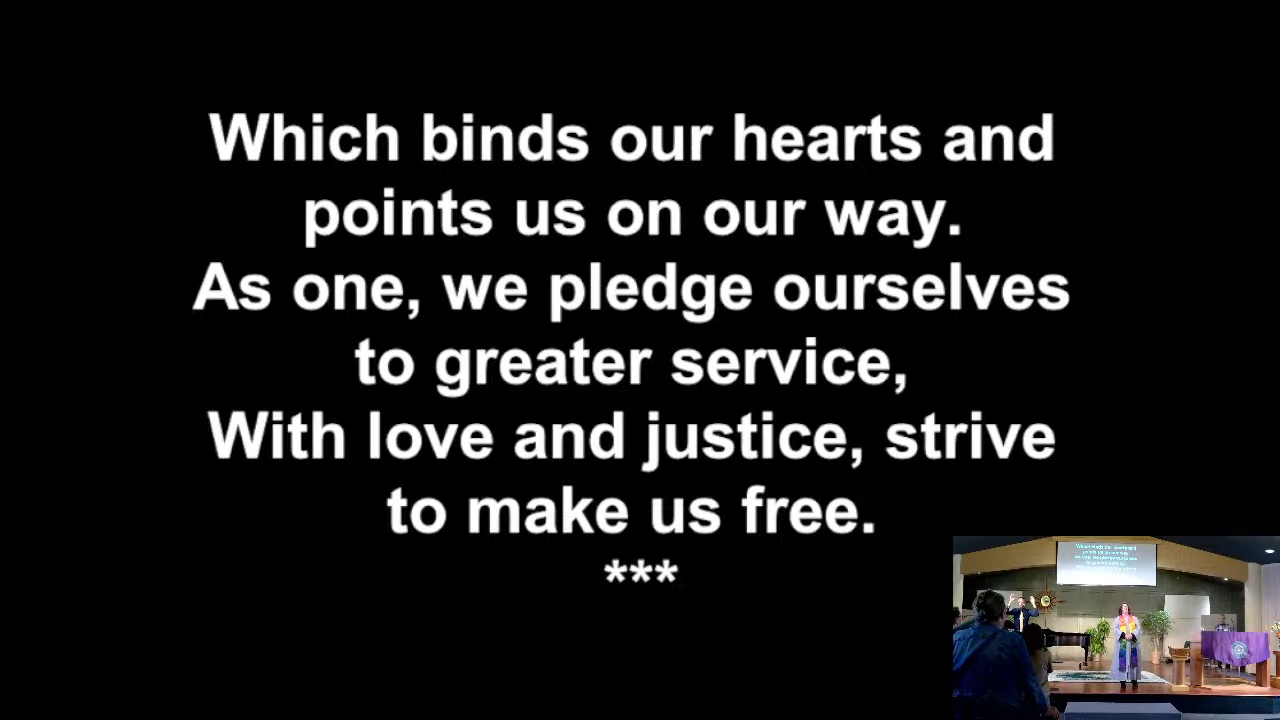 Which binds our hearts and
points us on our way.
As one, we pledge ourselves
to greater service,
With love and justice, strive
to make us free.
***